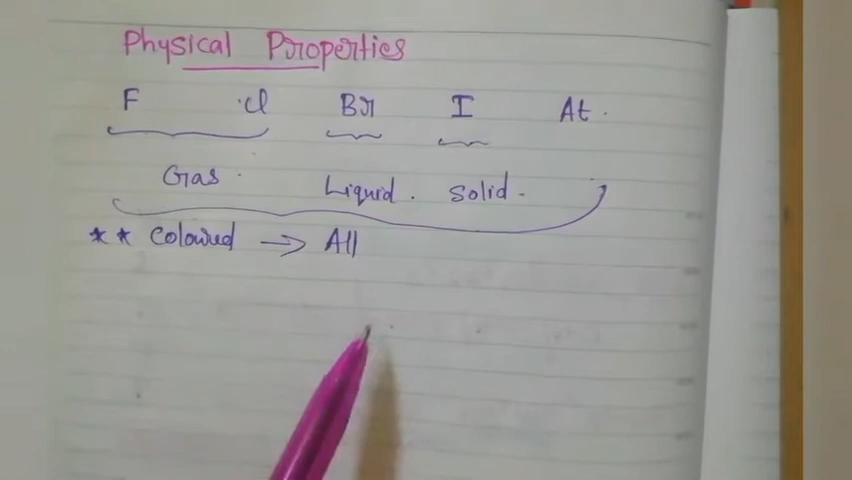 Physical Properties
F Cl Br I At.
Gas. Liquid. Solid.
** Coloured → All